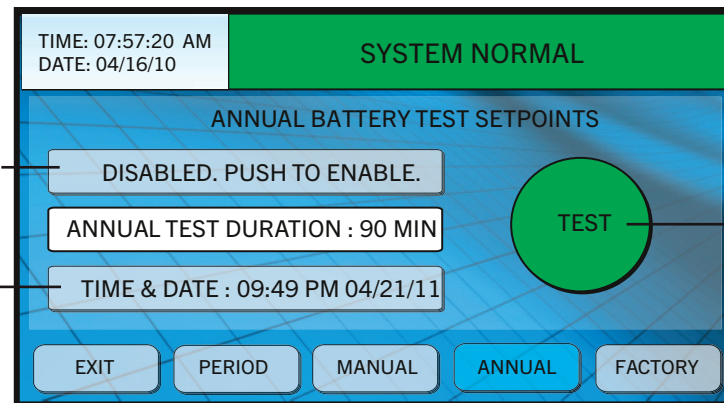 TIME: 07:57:20 AM
DATE: 04/16/10
SYSTEM NORMAL
ANNUAL BATTERY TEST SETPOINTS
DISABLED. PUSH TO ENABLE.
ANNUAL TEST DURATION : 90 MIN
TEST
TIME & DATE : 09:49 PM 04/21/11
EXIT PERIOD MANUAL ANNUAL FACTORY